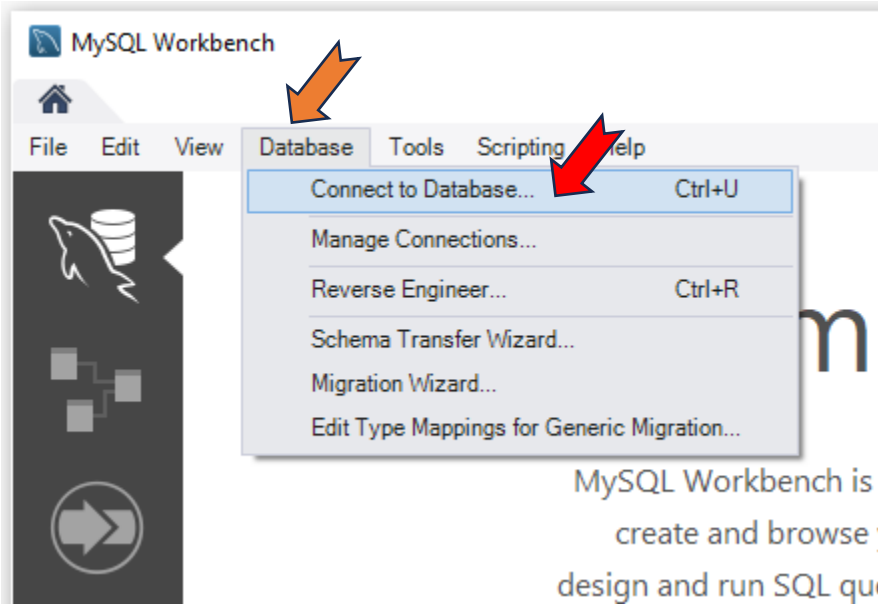 MySQL Workbench
File Edit View Database Tools Scripting Help
Connect to Database... Ctrl+U
Manage Connections...
Reverse Engineer... Ctrl+R
Schema Transfer Wizard...
Migration Wizard...
Edit Type Mappings for Generic Migration...
m
MySQL Workbench is
create and browse
design and run SQL que